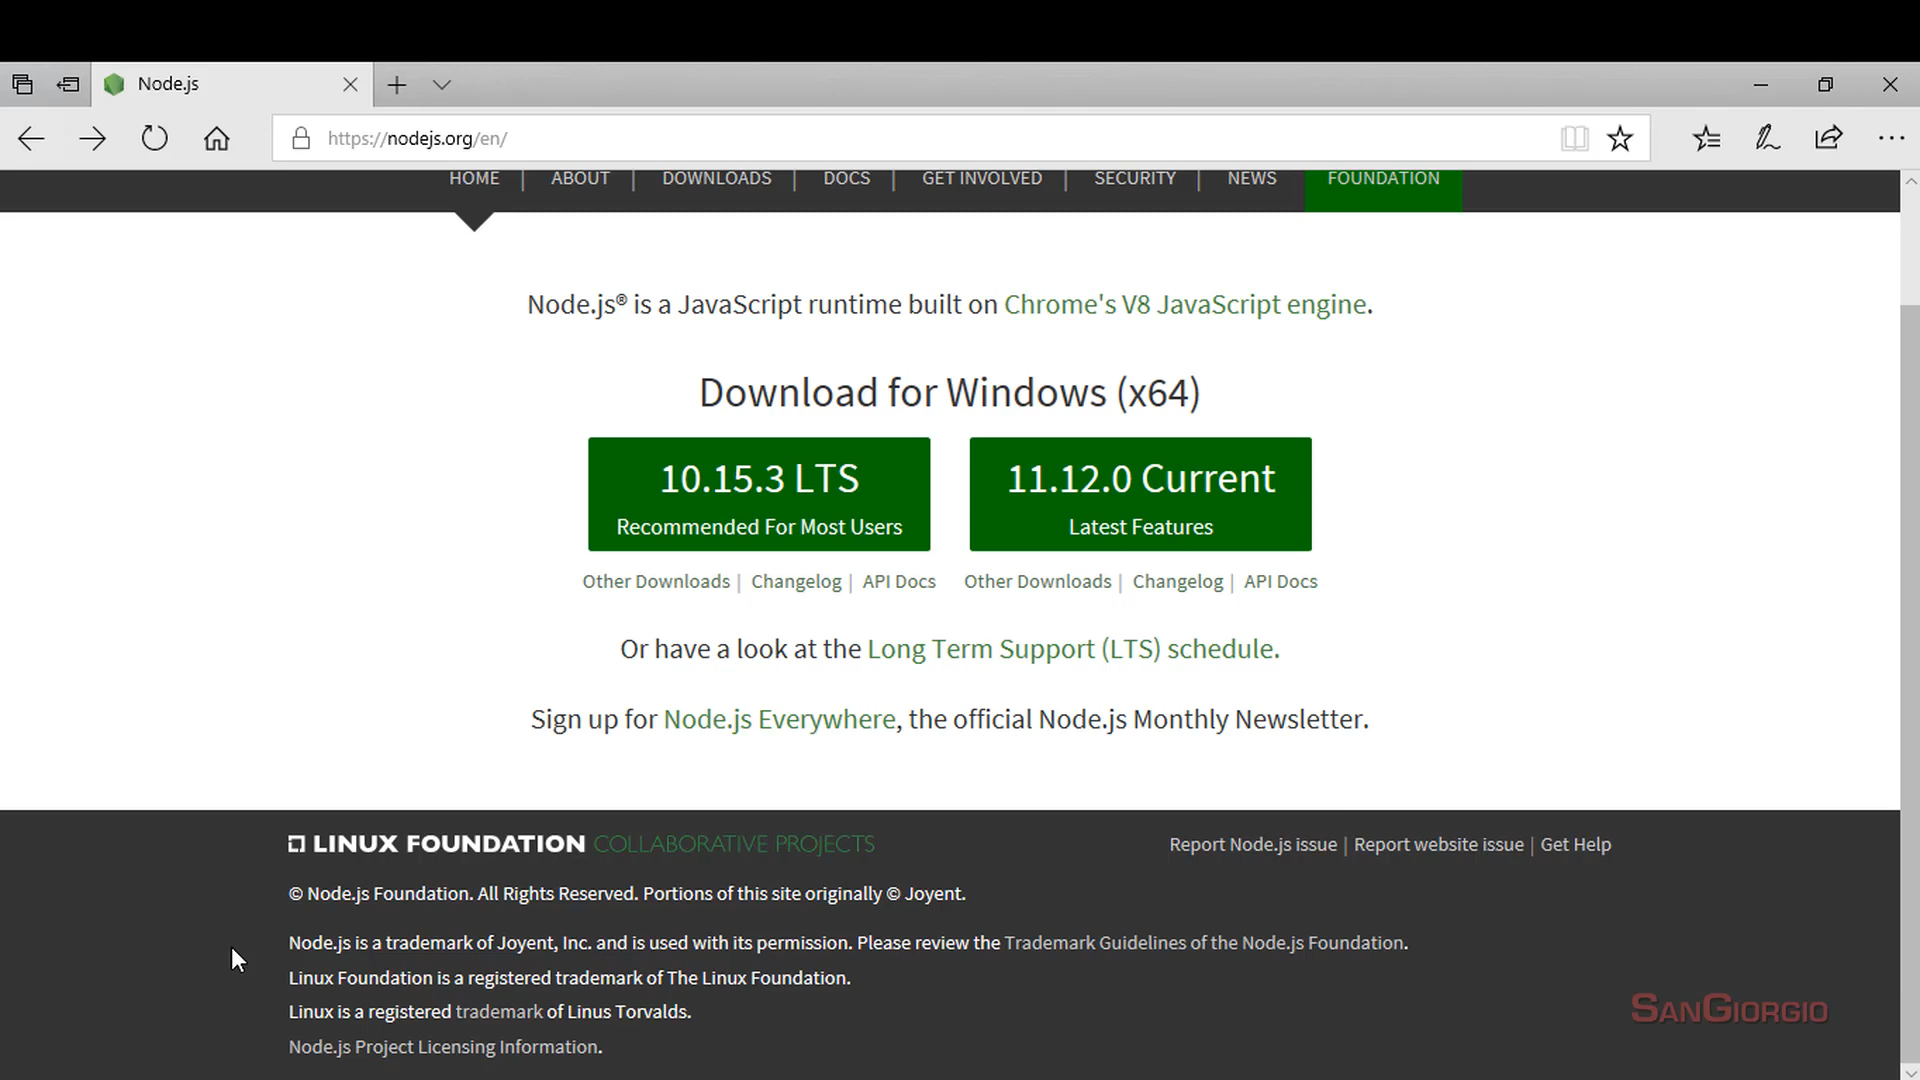 Node.js
https://nodejs.org/en/
HOME | ABOUT | DOWNLOADS | DOCS | GET INVOLVED | SECURITY | NEWS FOUNDATION
Node.js® is a JavaScript runtime built on Chrome's V8 JavaScript engine.
Download for Windows (x64)
10.15.3 LTS
Recommended For Most Users
11.12.0 Current
Latest Features
Other Downloads | Changelog | API Docs
Other Downloads | Changelog | API Docs
Or have a look at the Long Term Support (LTS) schedule.
Sign up for Node.js Everywhere, the official Node.js Monthly Newsletter.
LINUX FOUNDATION COLLABORATIVE PROJECTS
Report Node.js issue | Report website issue | Get Help
© Node.js Foundation. All Rights Reserved. Portions of this site originally © Joyent.
Node.js is a trademark of Joyent, Inc. and is used with its permission. Please review the Trademark Guidelines of the Node.js Foundation.
Linux Foundation is a registered trademark of The Linux Foundation.
Linux is a registered trademark of Linus Torvalds.
Node.js Project Licensing Information.
SANGIORGIO